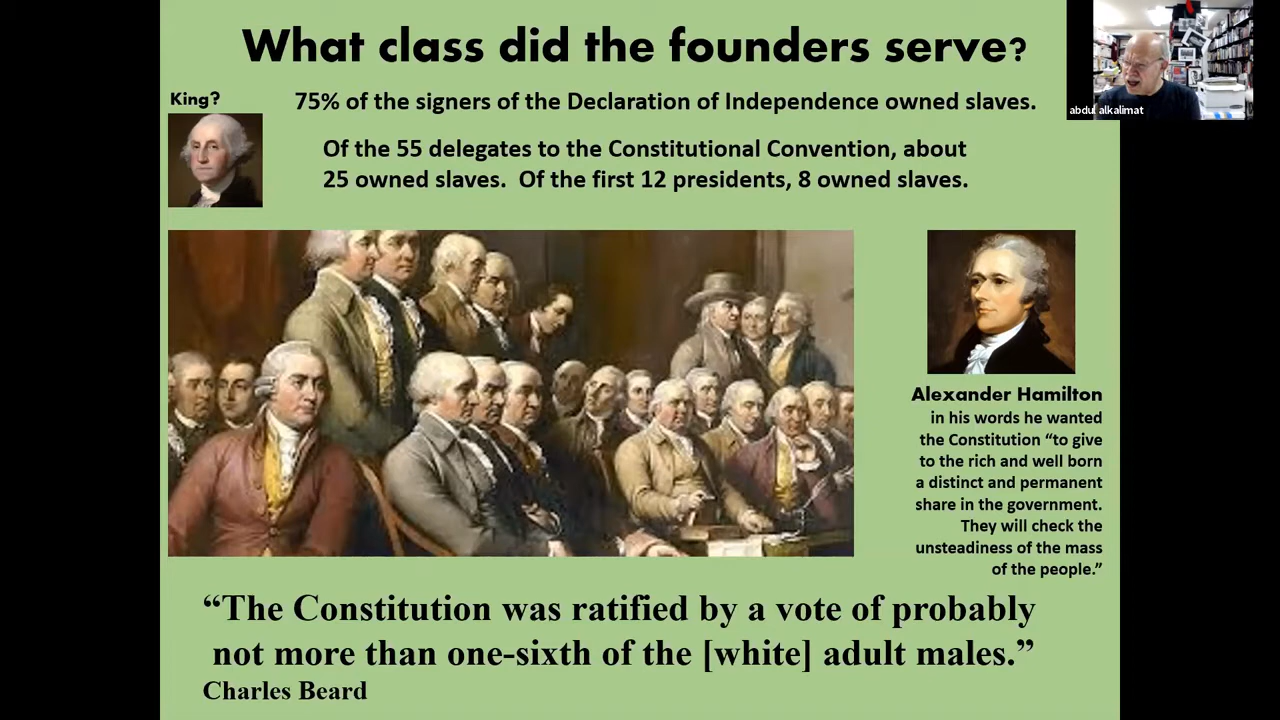 What class did the founders serve?
King?
75% of the signers of the Declaration of Independence owned slaves.
Of the 55 delegates to the Constitutional Convention, about
25 owned slaves.  Of the first 12 presidents, 8 owned slaves.
abdul alkalimat
Alexander Hamilton
in his words he wanted
the Constitution “to give
to the rich and well born
a distinct and permanent
share in the government.
They will check the
unsteadiness of the mass
of the people.”
“The Constitution was ratified by a vote of probably
not more than one-sixth of the [white] adult males.”
Charles Beard